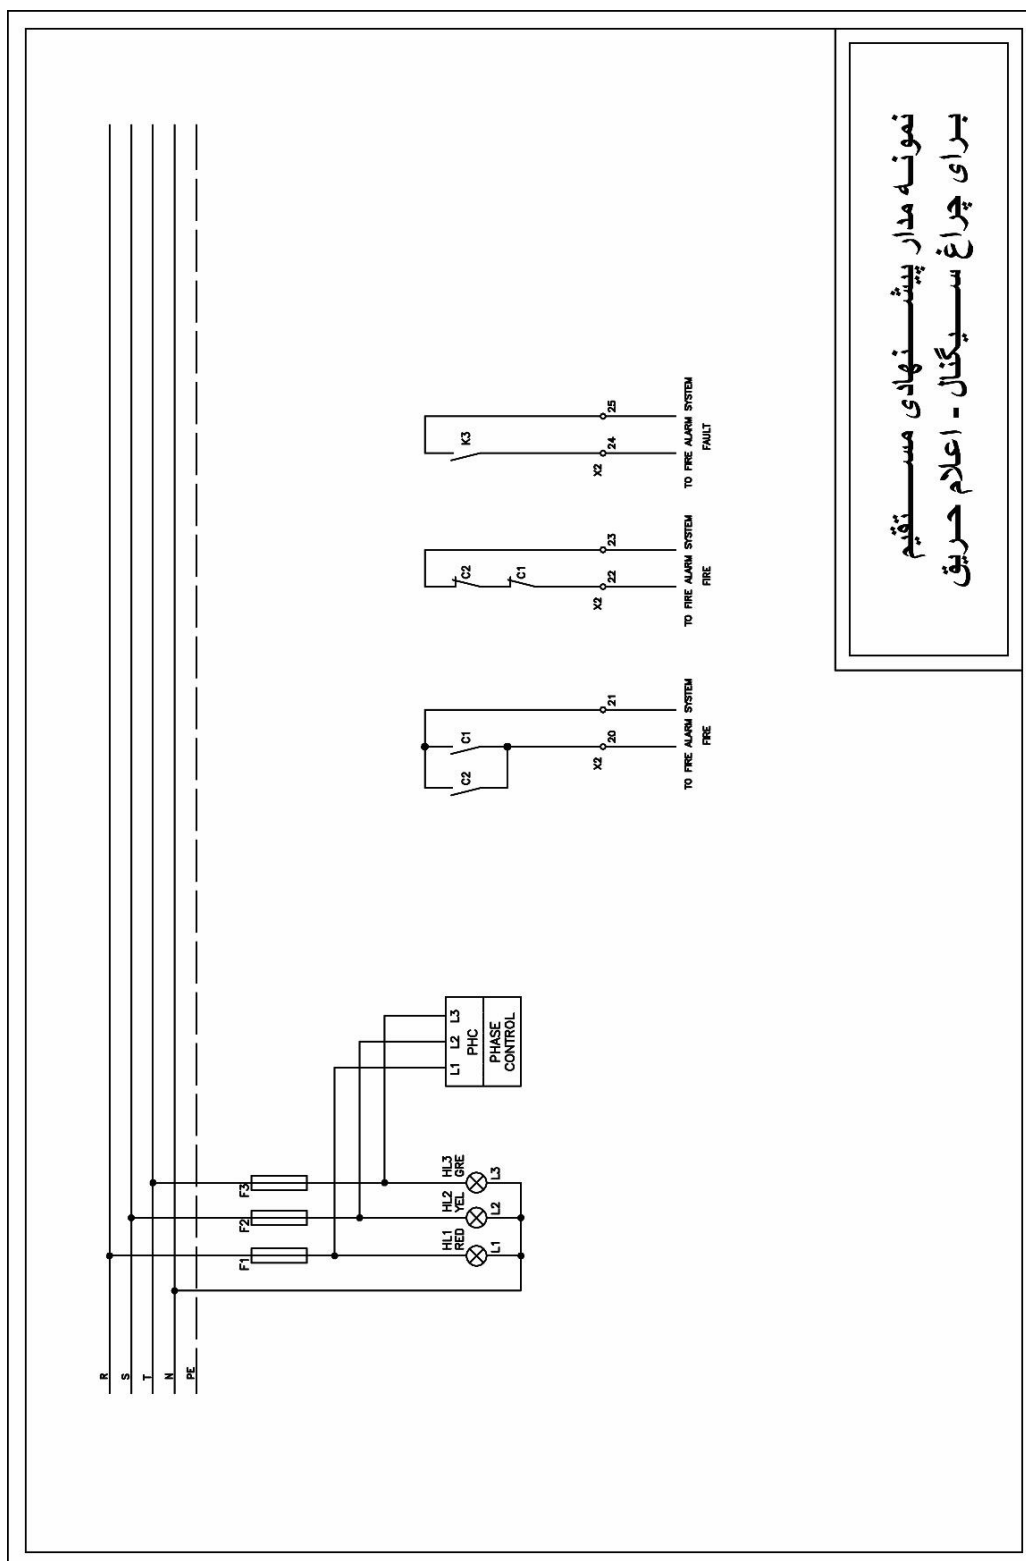 R
S
T
N
PE
F1
F2
F3
HL1
RED
HL2
YEL
HL3
GRE
L1
L2
L3
L1 L2 L3
PHC
PHASE
CONTROL
C2
C1
X2
20
21
TO FIRE ALARM SYSTEM
FIRE
C2
C1
X2
22
23
TO FIRE ALARM SYSTEM
FIRE
K3
X2
24
25
TO FIRE ALARM SYSTEM
FAULT
نمونه مدار پیشنهادی مستقیم
برای چراغ سیگنال - اعلام حریق